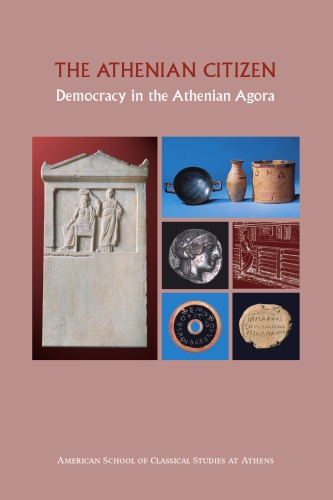 THE ATHENIAN CITIZEN
Democracy in the Athenian Agora
AMERICAN SCHOOL OF CLASSICAL STUDIES AT ATHENS